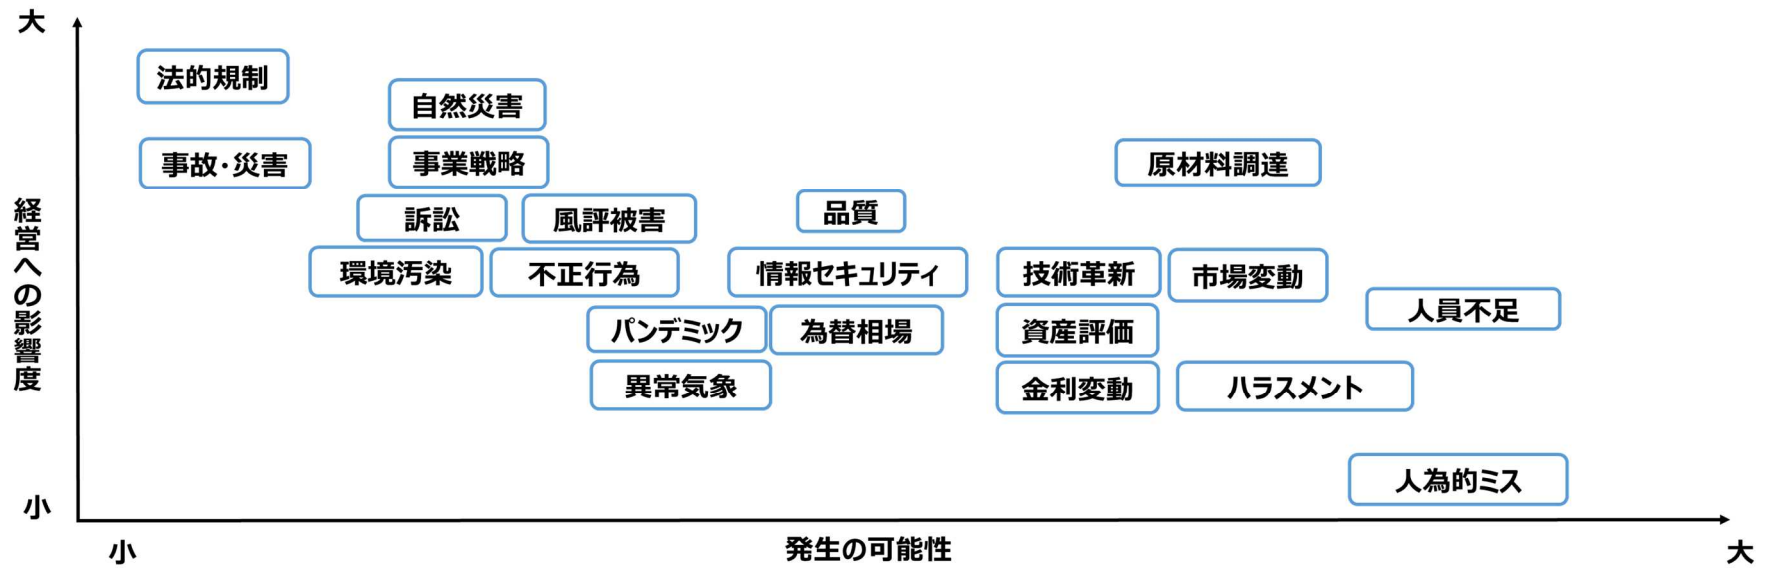 大
法的規制
自然災害
事故・災害
事業戦略
原材料調達
訴訟
風評被害
品質
環境汚染
不正行為
情報セキュリティ
技術革新
市場変動
人員不足
パンデミック
為替相場
資産評価
異常気象
金利変動
ハラスメント
人為的ミス
経営への影響度
小
小
発生の可能性
大